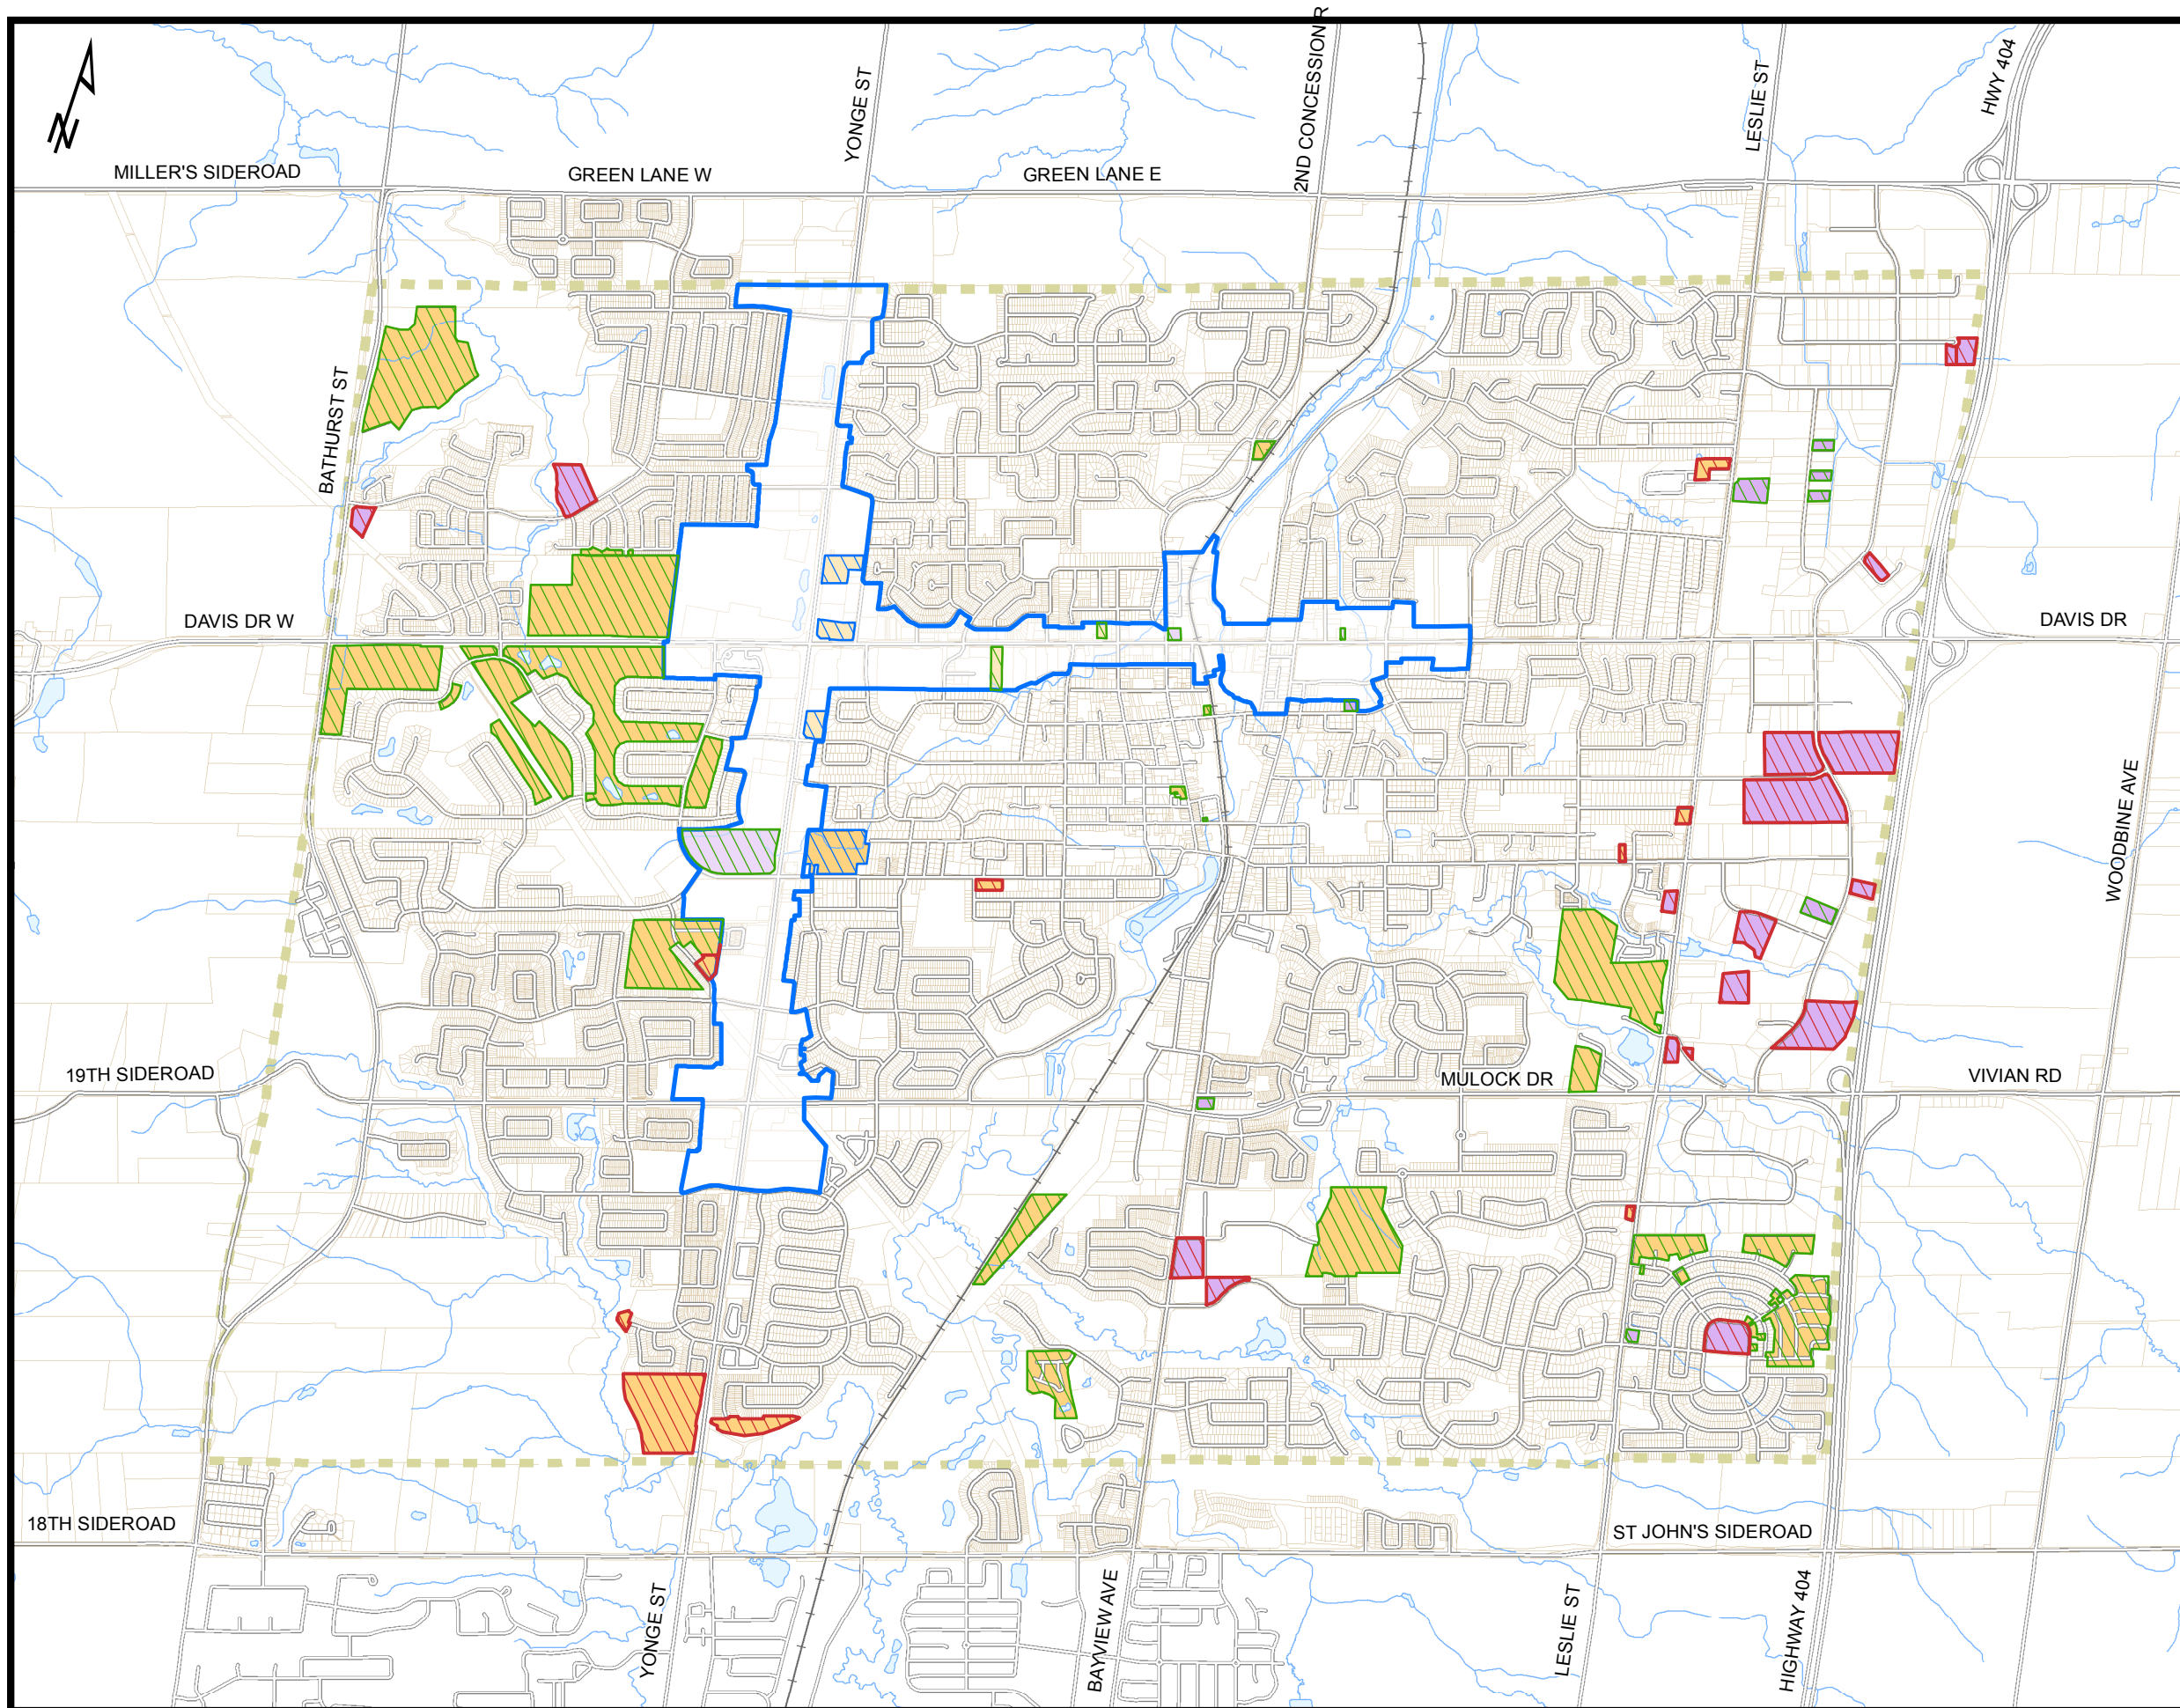 2ND CONCESSION R
YONGE ST
LESLIE ST
HWY 404
N
MILLER'S SIDEROAD
GREEN LANE W
GREEN LANE E
BATHURST ST
DAVIS DR W
DAVIS DR
WOODBINE AVE
19TH SIDEROAD
MULOCK DR
VIVIAN RD
18TH SIDEROAD
ST JOHN'S SIDEROAD
YONGE ST
BAYVIEW AVE
LESLIE ST
HIGHWAY 404